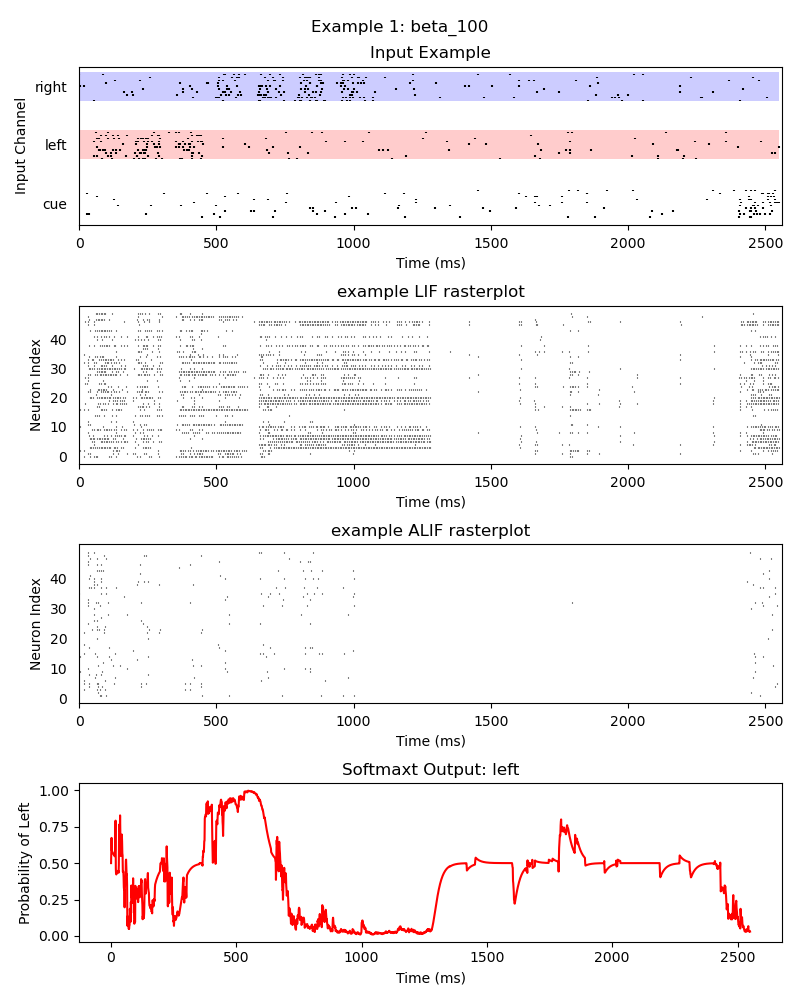 Example 1: beta_100
Input Example
Input Channel
right
left
cue
0 500 1000 1500 2000 2500
Time (ms)
example LIF rasterplot
Neuron Index
40
30
20
10
0
0 500 1000 1500 2000 2500
Time (ms)
example ALIF rasterplot
Neuron Index
40
30
20
10
0
0 500 1000 1500 2000 2500
Time (ms)
Softmaxt Output: left
Probability of Left
1.00
0.75
0.50
0.25
0.00
0 500 1000 1500 2000 2500
Time (ms)